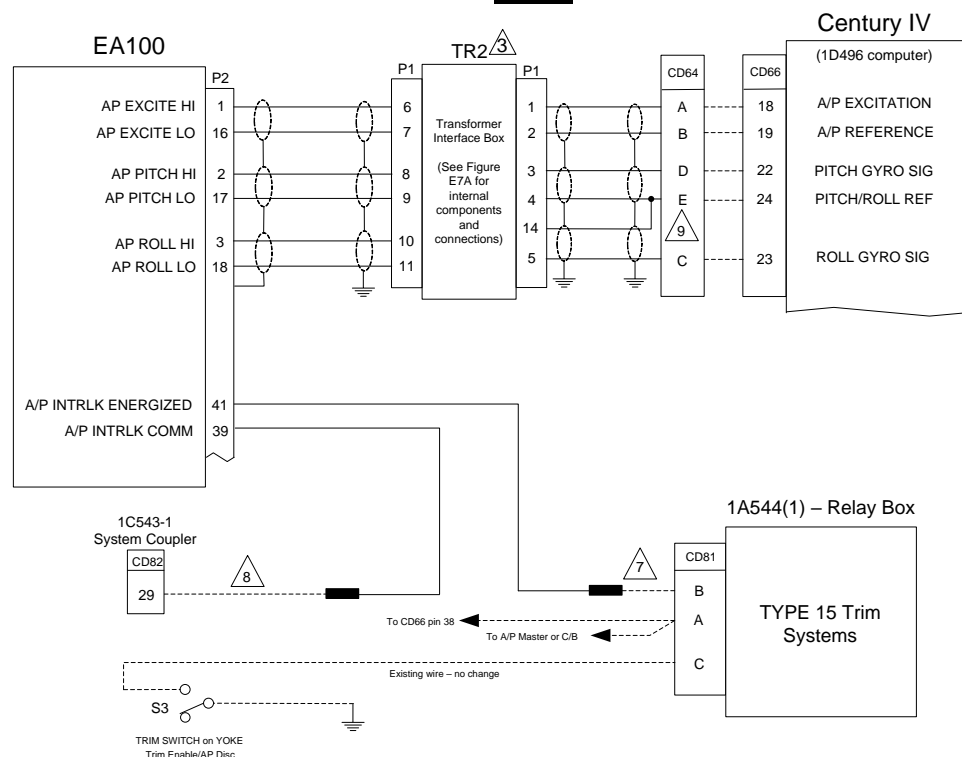 Century IV
EA100
TR2
3
(1D496 computer)
P2
P1
P1
CD64
CD66
AP EXCITE HI
1
6
1
A
18
A/P EXCITATION
AP EXCITE LO
16
7
2
B
19
A/P REFERENCE
Transformer
Interface Box
(See Figure
E7A for
internal
components
and
connections)
AP PITCH HI
2
8
3
D
22
PITCH GYRO SIG
AP PITCH LO
17
9
4
E
24
PITCH/ROLL REF
14
9
AP ROLL HI
3
10
AP ROLL LO
18
11
5
C
23
ROLL GYRO SIG
A/P INTRLK ENERGIZED
41
A/P INTRLK COMM
39
1C543-1
System Coupler
CD82
29
8
1A544(1) – Relay Box
CD81
7
B
A
C
TYPE 15 Trim
Systems
To CD66 pin 38
To A/P Master or C/B
Existing wire – no change
S3
TRIM SWITCH on YOKE
Trim Enable/AP Disc